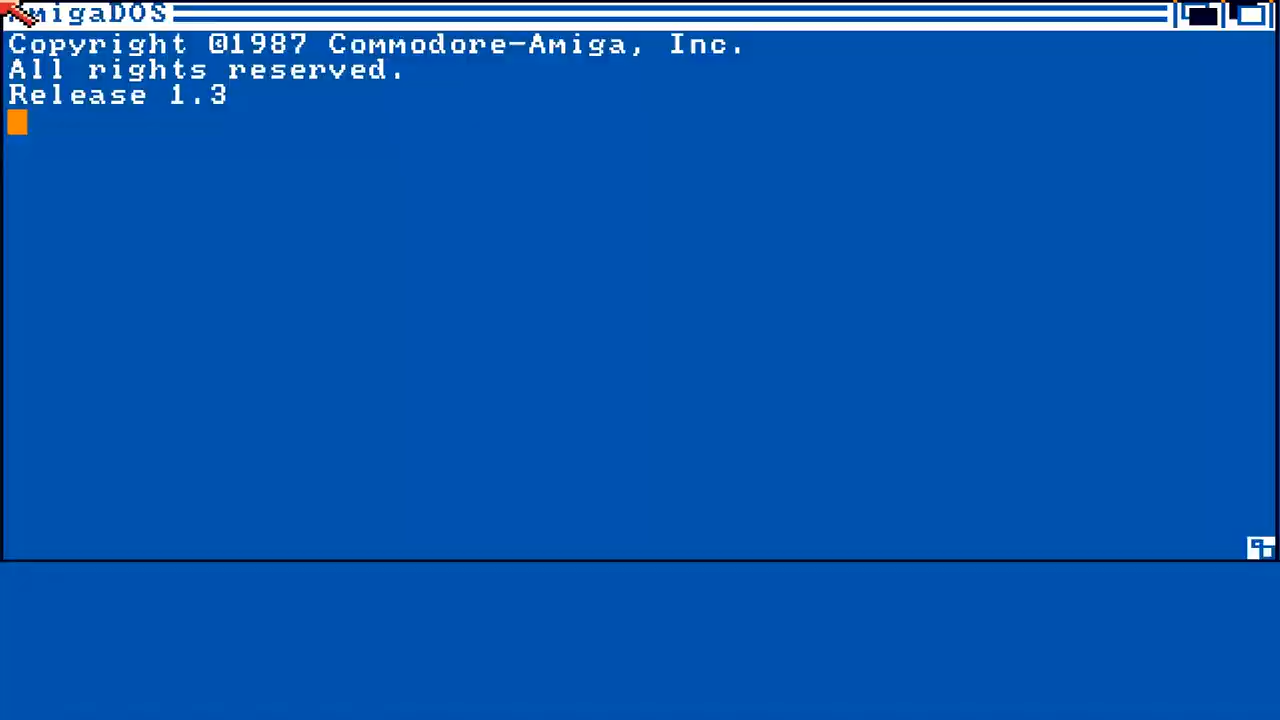 AmigaDOS
Copyright ©1987 Commodore-Amiga, Inc.
All rights reserved.
Release 1.3